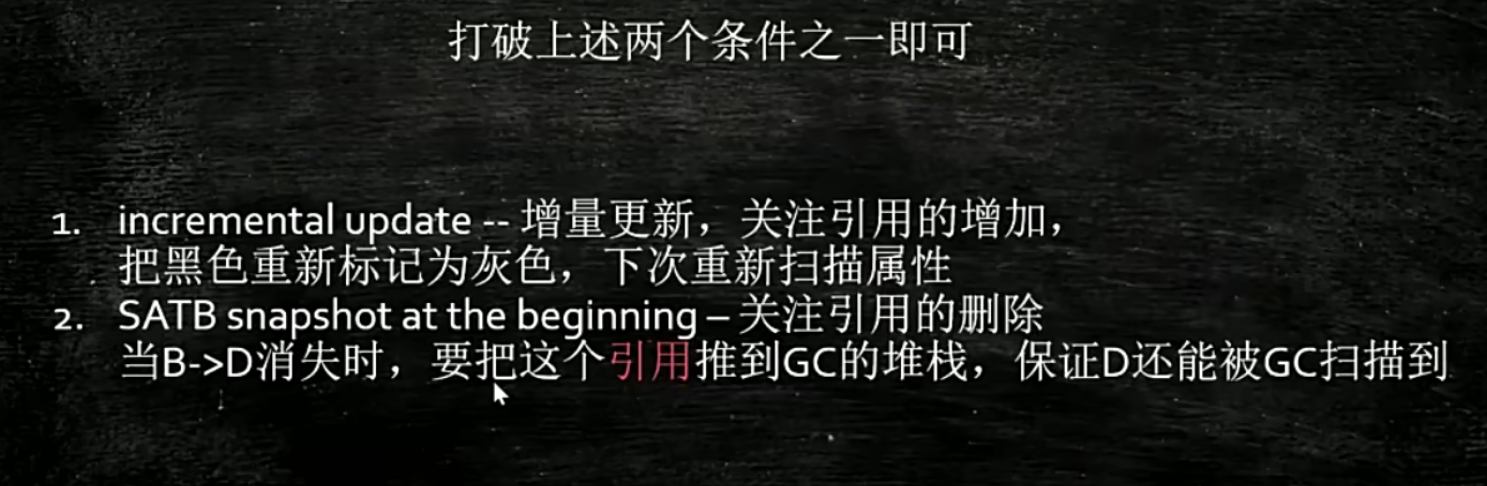 打破上述两个条件之一即可
1. incremental update -- 增量更新，关注引用的增加，
把黑色重新标记为灰色，下次重新扫描属性
2. SATB snapshot at the beginning – 关注引用的删除
当B->D消失时，要把这个引用推到GC的堆栈，保证D还能被GC扫描到